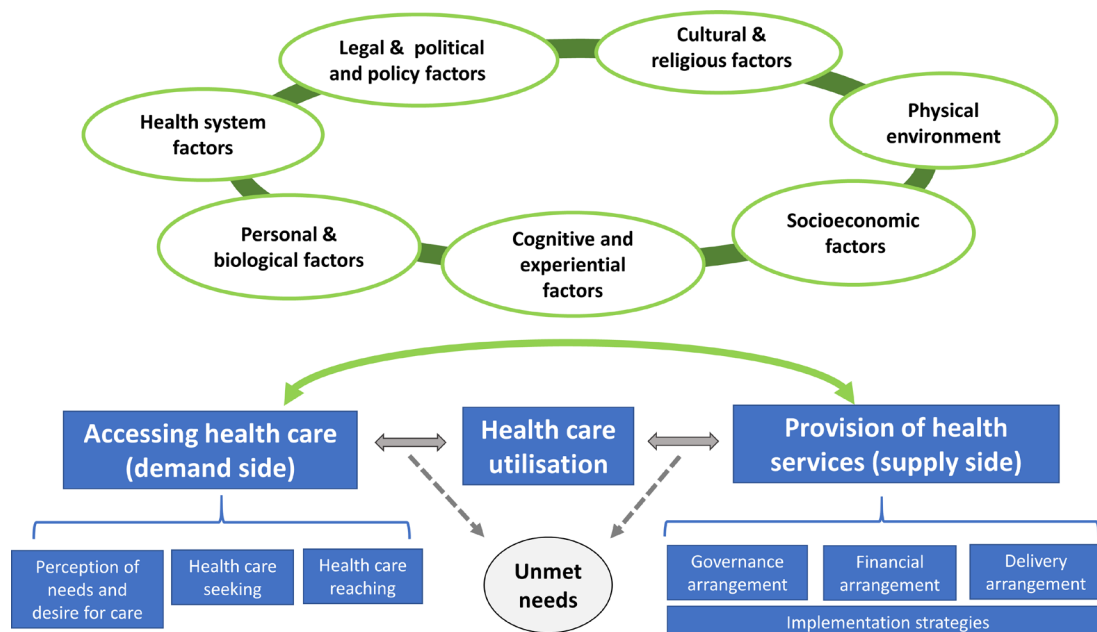 Legal & political
and policy factors
Cultural &
religious factors
Health system
factors
Physical
environment
Personal &
biological factors
Cognitive and
experiential
factors
Socioeconomic
factors
Accessing health care
(demand side)
Health care
utilisation
Provision of health
services (supply side)
Perception of
needs and
desire for care
Health care
seeking
Health care
reaching
Unmet
needs
Governance
arrangement
Financial
arrangement
Delivery
arrangement
Implementation strategies